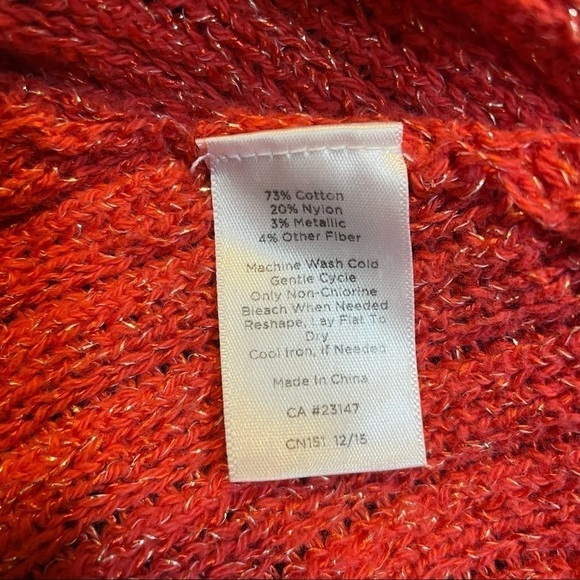 73% Cotton
20% Nylon
3% Metallic
4% Other Fiber
Machine Wash Cold
Gentle Cycle
Only Non-Chlorine
Bleach When Needed
Reshape, Lay Flat To
Dry
Cool Iron, if Needed
Made In China
CA #23147
CN151 12/15